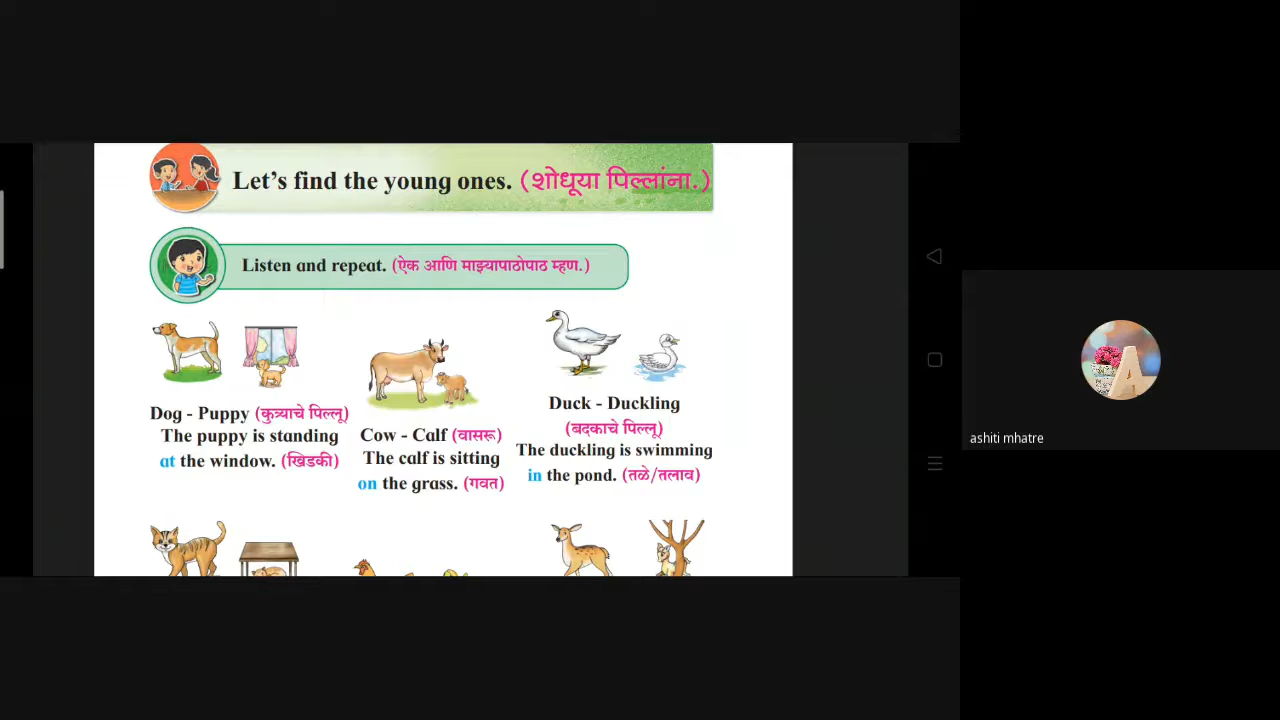 Let's find the young ones. (शोधूया पिल्लांना.)
Listen and repeat. (ऐक आणि माझ्यापाठोपाठ म्हण.)
Dog - Puppy (कुत्र्याचे पिल्लू)
The puppy is standing
at the window. (खिडकी)
Cow - Calf (वासरू)
The calf is sitting
on the grass. (गवत)
Duck - Duckling
(बदकाचे पिल्लू)
The duckling is swimming
in the pond. (तळे/तलाव)
A
ashiti mhatre